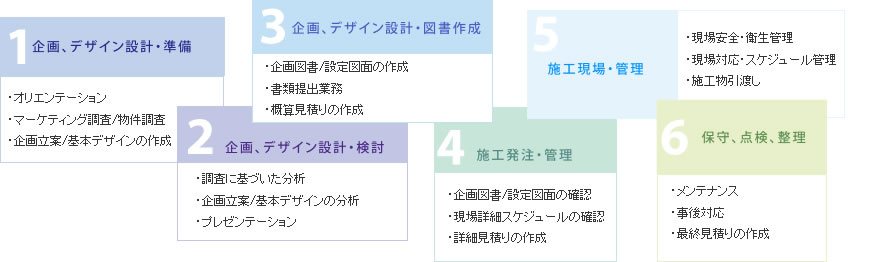 1 企画、デザイン設計・準備
・オリエンテーション
・マーケティング調査/物件調査
・企画立案/基本デザインの作成
2 企画、デザイン設計・検討
・調査に基づいた分析
・企画立案/基本デザインの分析
・プレゼンテーション
3 企画、デザイン設計・図書作成
・企画図書/設定図面の作成
・書類提出業務
・概算見積りの作成
4 施工発注・管理
・企画図書/設定図面の確認
・現場詳細スケジュールの確認
・詳細見積りの作成
5 施工現場・管理
・現場安全・衛生管理
・現場対応・スケジュール管理
・施工物引渡し
6 保守、点検、整理
・メンテナンス
・事後対応
・最終見積りの作成